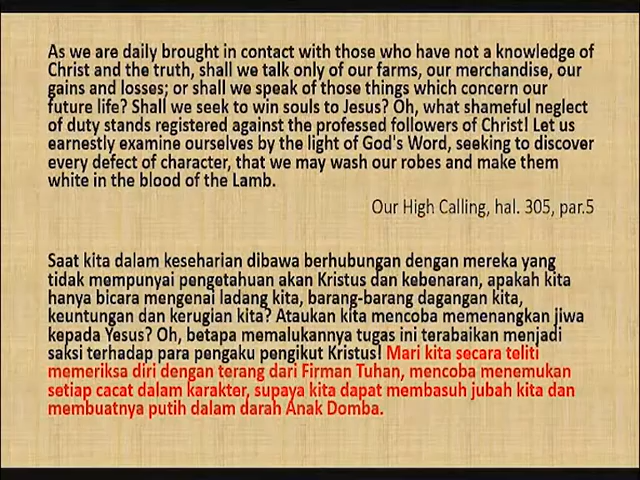 As we are daily brought in contact with those who have not a knowledge of
Christ and the truth, shall we talk only of our farms, our merchandise, our
gains and losses; or shall we speak of those things which concern our
future life? Shall we seek to win souls to Jesus? Oh, what shameful neglect
of duty stands registered against the professed followers of Christ! Let us
earnestly examine ourselves by the light of God's Word, seeking to discover
every defect of character, that we may wash our robes and make them
white in the blood of the Lamb.
Our High Calling, hal. 305, par.5
Saat kita dalam keseharian dibawa berhubungan dengan mereka yang
tidak mempunyai pengetahuan akan Kristus dan kebenaran, apakah kita
hanya bicara mengenai ladang kita, barang-barang dagangan kita,
keuntungan dan kerugian kita? Ataukan kita mencoba memenangkan jiwa
kepada Yesus? Oh, betapa memalukannya tugas ini terabaikan menjadi
saksi terhadap para pengaku pengikut Kristus! Mari kita secara teliti
memeriksa diri dengan terang dari Firman Tuhan, mencoba menemukan
setiap cacat dalam karakter, supaya kita dapat membasuh jubah kita dan
membuatnya putih dalam darah Anak Domba.